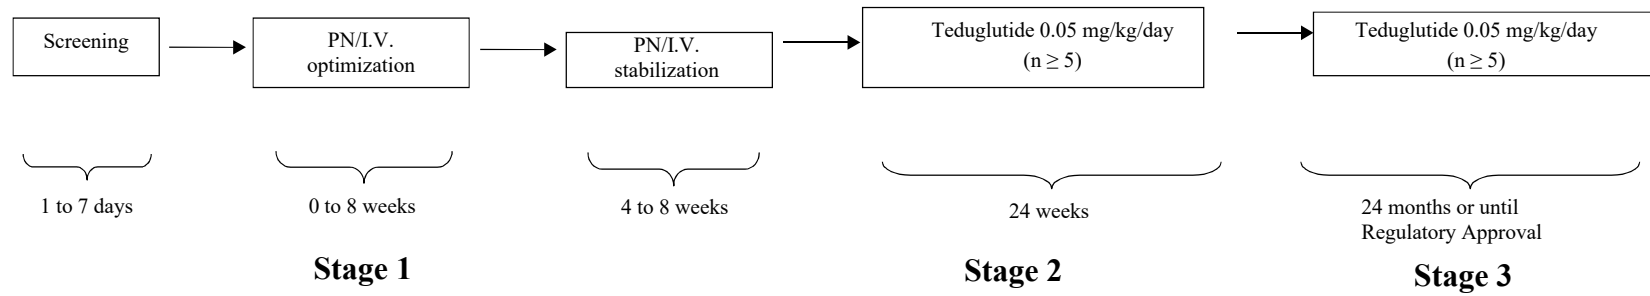 Screening
PN/I.V.
optimization
PN/I.V.
stabilization
Teduglutide 0.05 mg/kg/day
(n ≥ 5)
Teduglutide 0.05 mg/kg/day
(n ≥ 5)
1 to 7 days
0 to 8 weeks
4 to 8 weeks
24 weeks
24 months or until
Regulatory Approval
Stage 1
Stage 2
Stage 3